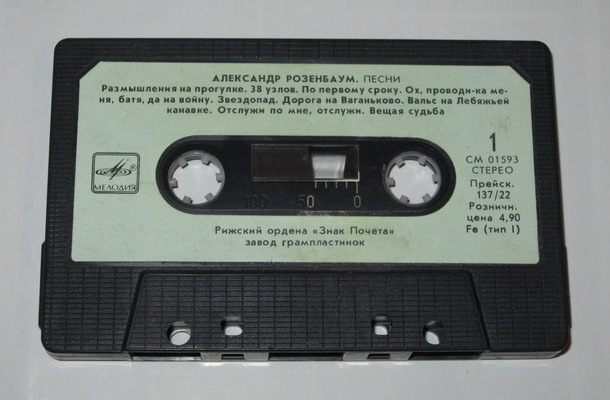 АЛЕКСАНДР РОЗЕНБАУМ. ПЕСНИ
Размышления на прогулке. 38 узлов. По первому сроку. Ох, проводи-ка ме-
ня, батя, да на войну. Звездопад. Дорога на Ваганьково. Вальс на Лебяжьей
канавке. Отслужи по мне, отслужи. Вещая судьба
1
СМ 01593
СТЕРЕО
Прейск.
137/22
Розничн.
цена 4,90
Fe (тип I)
МЕЛОДИЯ
100 50 0
Рижский ордена «Знак Почета»
завод грампластинок